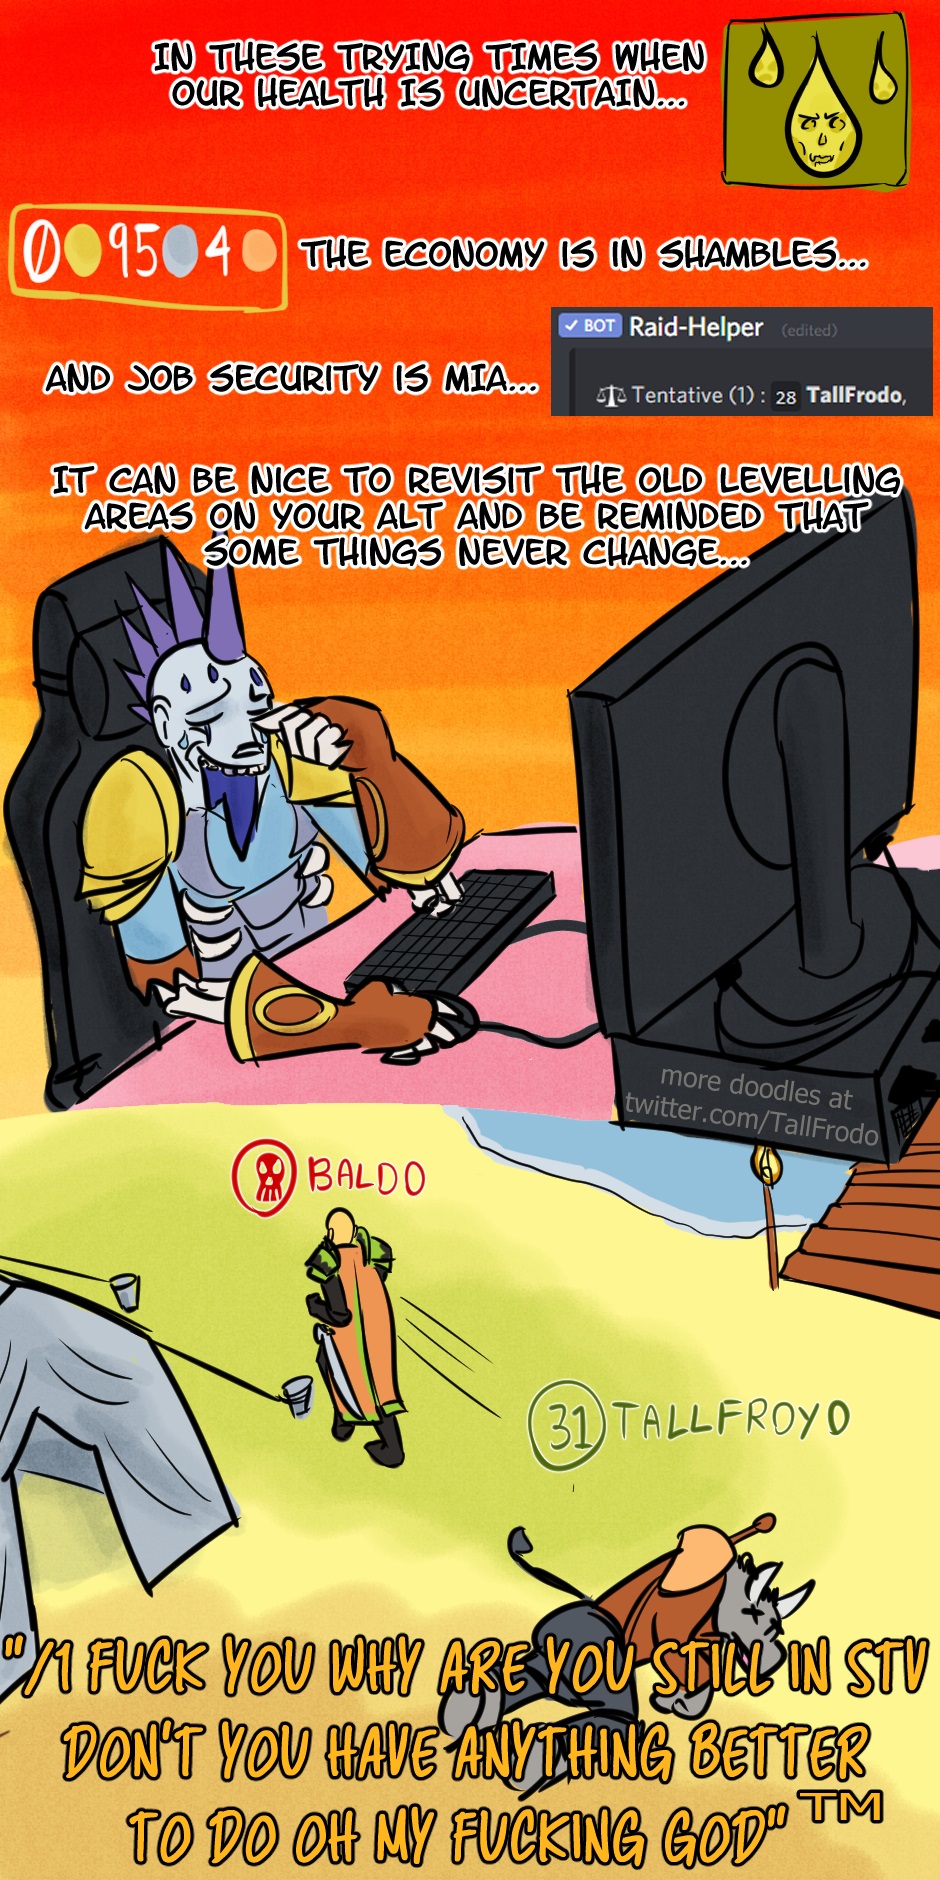 IN THESE TRYING TIMES WHEN
OUR HEALTH IS UNCERTAIN...
0 95 4
THE ECONOMY IS IN SHAMBLES...
✓ BOT Raid-Helper (edited)
Tentative (1) : 28 TallFrodo,
AND JOB SECURITY IS MIA...
IT CAN BE NICE TO REVISIT THE OLD LEVELLING
AREAS ON YOUR ALT AND BE REMINDED THAT
SOME THINGS NEVER CHANGE...
more doodles at
twitter.com/TallFrodo
BALDO
31 TALLFROYD
"/1 FUCK YOU WHY ARE YOU STILL IN STV
DON'T YOU HAVE ANYTHING BETTER
TO DO OH MY FUCKING GOD" TM